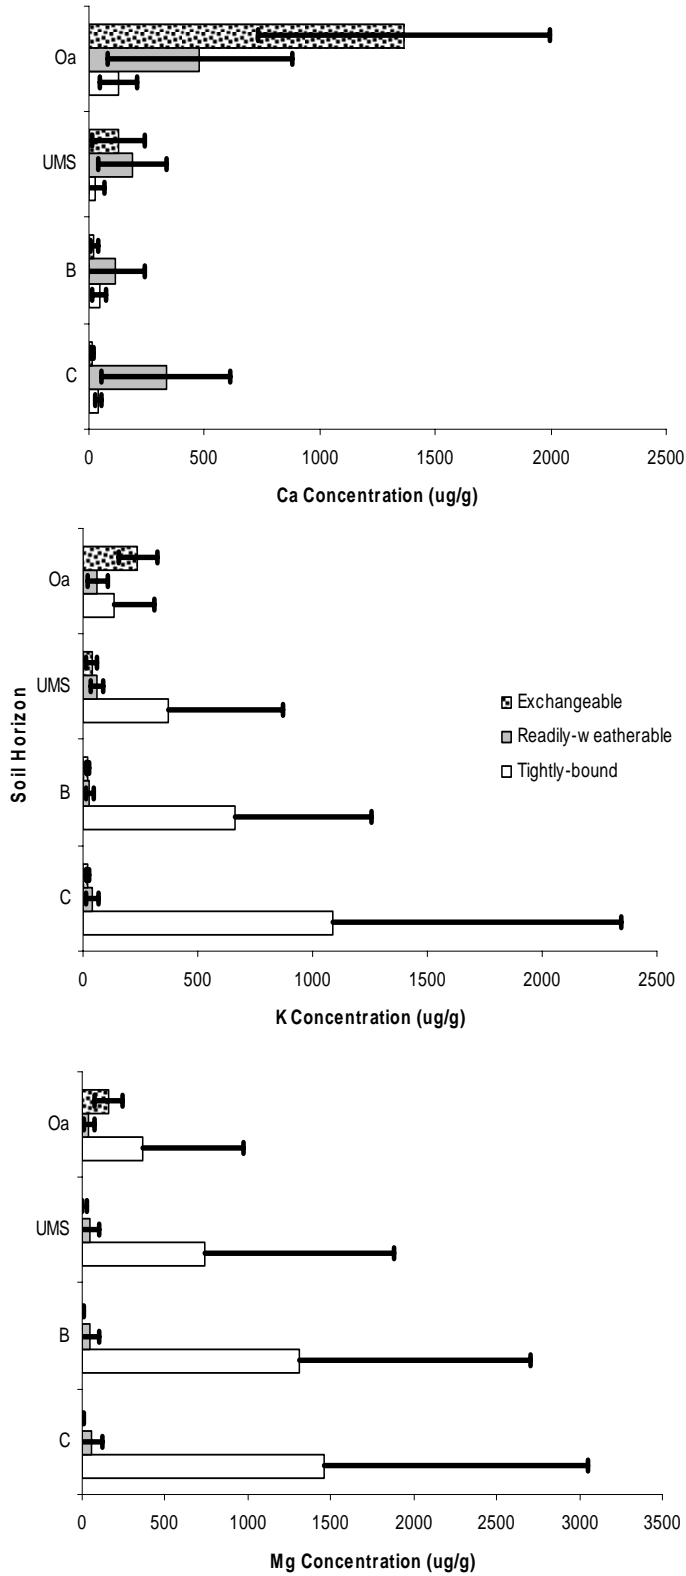 Oa
UMS
B
C
0 500 1000 1500 2000 2500
Ca Concentration (ug/g)
Soil Horizon
Oa
UMS
B
C
Exchangeable
Readily-w eatherable
Tightly-bound
0 500 1000 1500 2000 2500
K Concentration (ug/g)
Oa
UMS
B
C
0 500 1000 1500 2000 2500 3000 3500
Mg Concentration (ug/g)